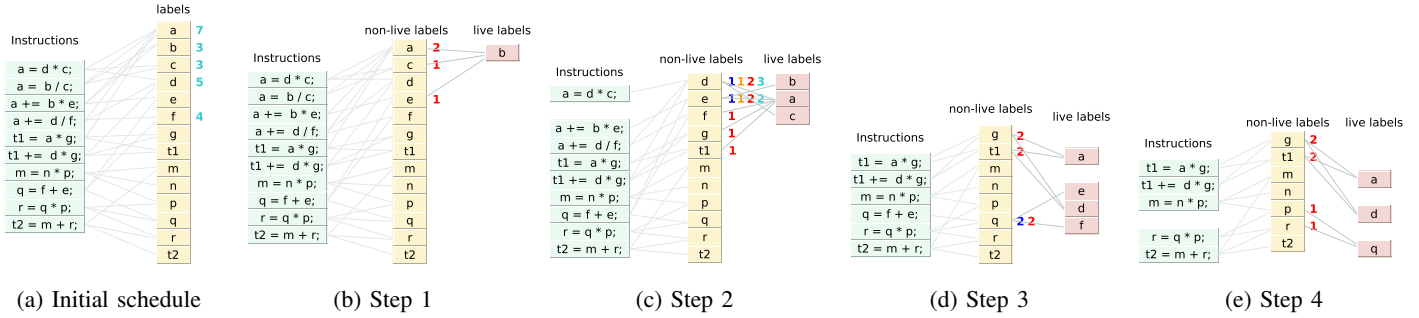 labels
Instructions
a = d * c;
a = b / c;
a += b * e;
a += d / f;
t1 = a * g;
t1 += d * g;
m = n * p;
q = f + e;
r = q * p;
t2 = m + r;
a 7
b 3
c 3
d 5
e
f 4
g
t1
m
n
p
q
r
t2
(a) Initial schedule
non-live labels live labels
Instructions
a = d * c;
a = b / c;
a += b * e;
a += d / f;
t1 = a * g;
t1 += d * g;
m = n * p;
q = f + e;
r = q * p;
t2 = m + r;
a 2
c 1
d
e 1
f
g
t1
m
n
p
q
r
t2
b
(b) Step 1
non-live labels live labels
Instructions
a = d * c;
a += b * e;
a += d / f;
t1 = a * g;
t1 += d * g;
m = n * p;
q = f + e;
r = q * p;
t2 = m + r;
d 1 1 2 3
e 1 1 2 2
f 1
g 1
t1 1
m
n
p
q
r
t2
b
a
c
(c) Step 2
non-live labels live labels
Instructions
t1 = a * g;
t1 += d * g;
m = n * p;
q = f + e;
r = q * p;
t2 = m + r;
g 2
t1 2
m
n
p
q 2 2
r
t2
a
e
d
f
(d) Step 3
non-live labels live labels
Instructions
t1 = a * g;
t1 += d * g;
m = n * p;
r = q * p;
t2 = m + r;
g 2
t1 2
m
n
p 1
r 1
t2
a
d
q
(e) Step 4